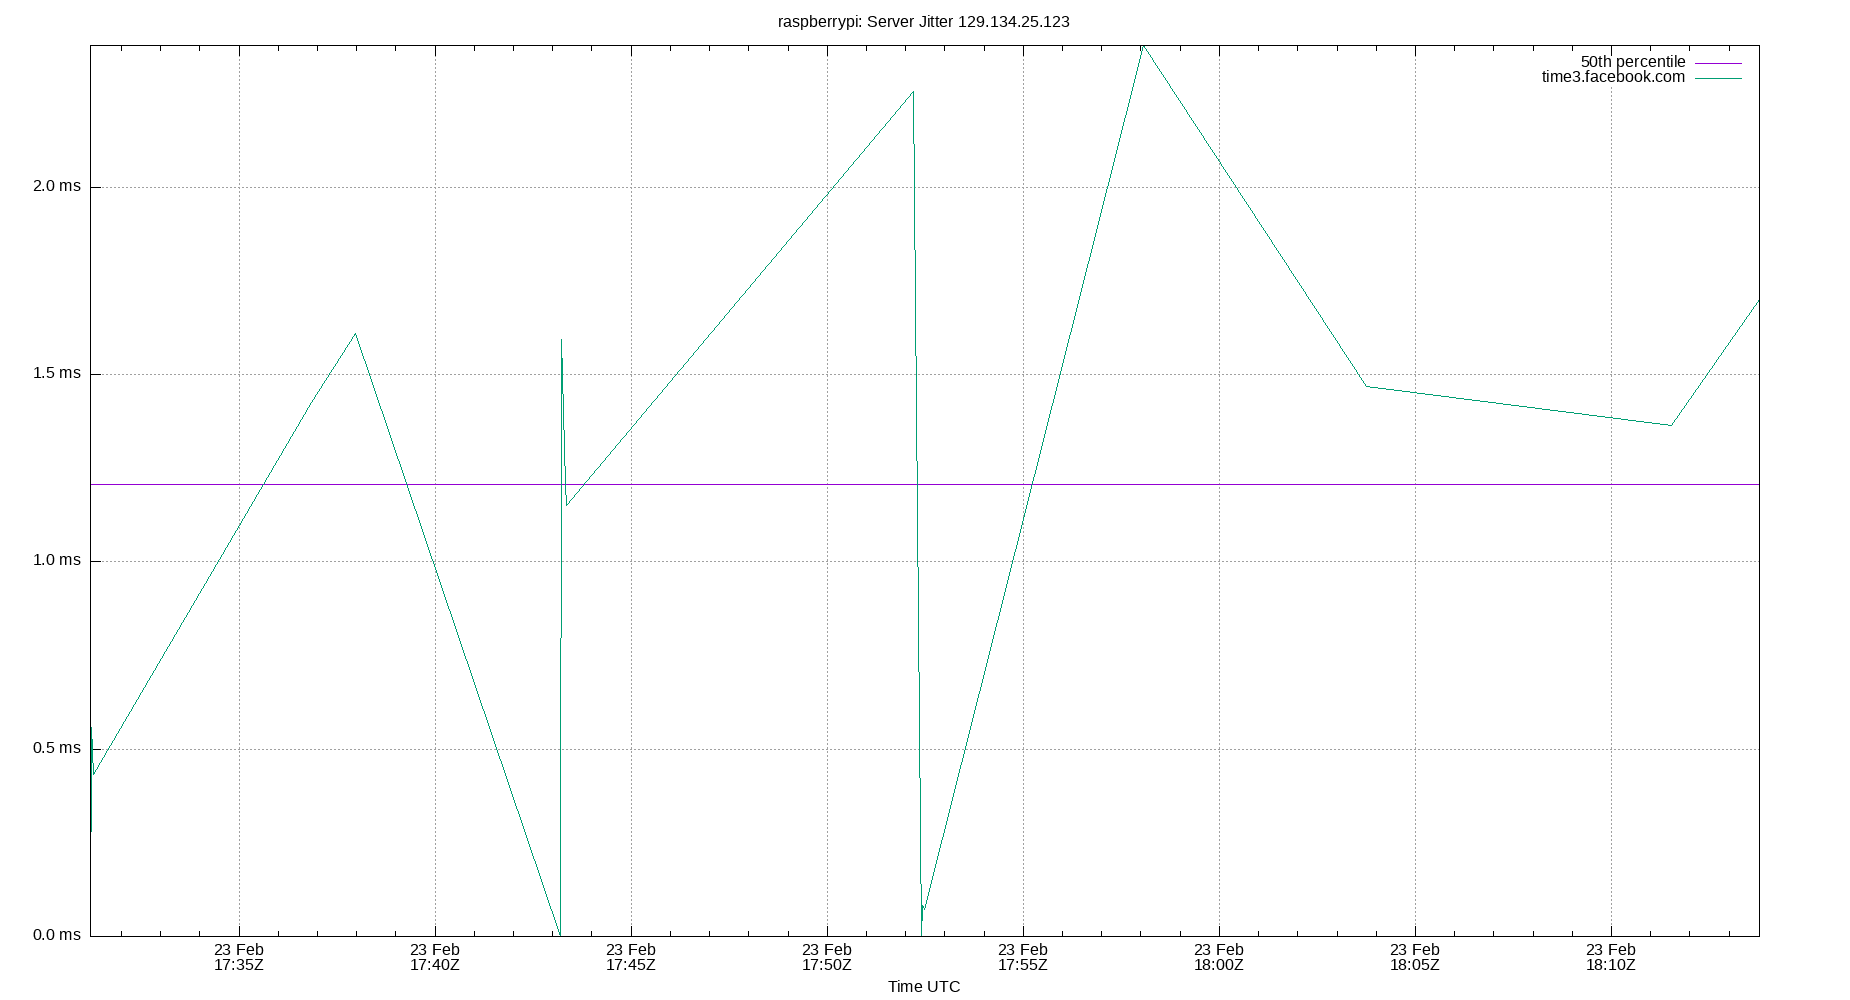 raspberrypi: Server Jitter 129.134.25.123
50th percentile
time3.facebook.com
2.0 ms
1.5 ms
1.0 ms
0.5 ms
0.0 ms
23 Feb 23 Feb 23 Feb 23 Feb 23 Feb 23 Feb 23 Feb 23 Feb
17:35Z 17:40Z 17:45Z 17:50Z 17:55Z 18:00Z 18:05Z 18:10Z
Time UTC